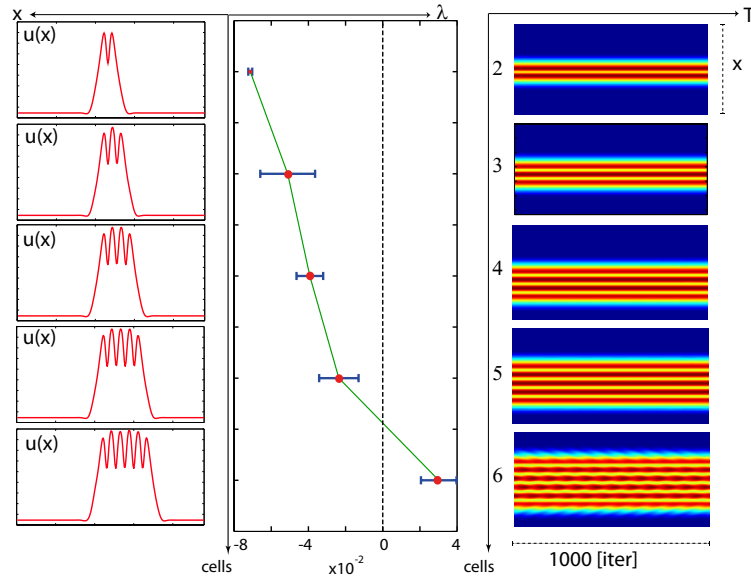 x
λ
T
u(x)
2
x
u(x)
3
u(x)
4
u(x)
5
u(x)
6
-8
-4
0
4
x10⁻²
cells
cells
1000 [iter]